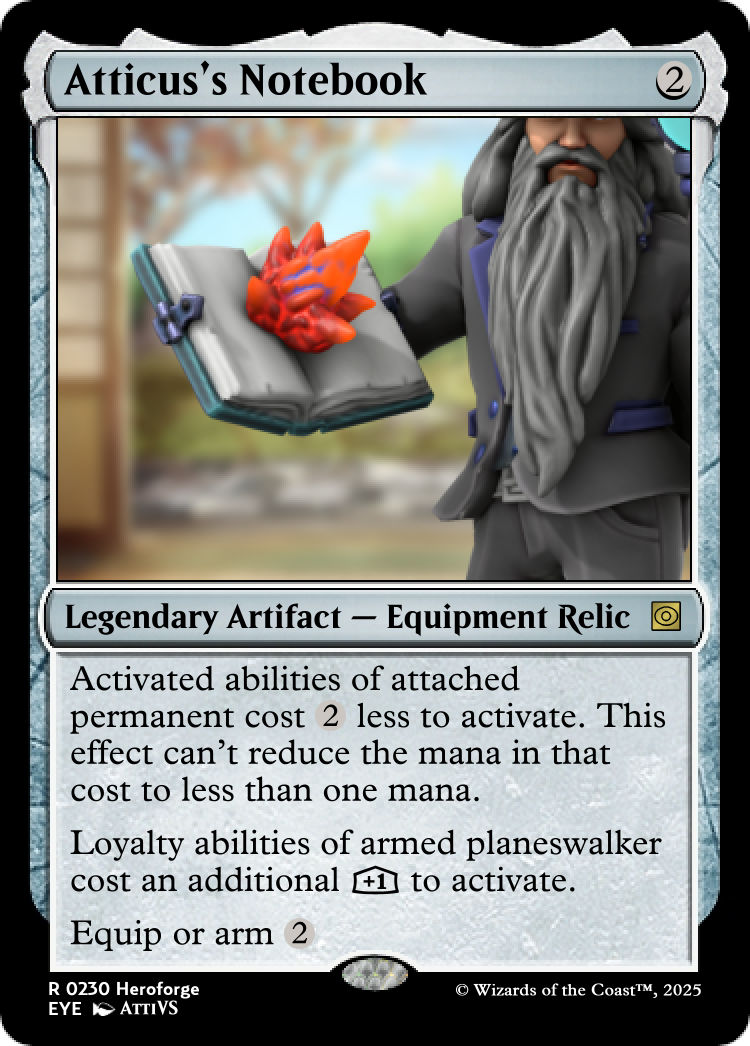 Atticus's Notebook 2
Legendary Artifact — Equipment Relic
Activated abilities of attached
permanent cost 2 less to activate. This
effect can't reduce the mana in that
cost to less than one mana.
Loyalty abilities of armed planeswalker
cost an additional +1 to activate.
Equip or arm 2
R 0230 Heroforge
EYE AttiVS
© Wizards of the Coast™, 2025